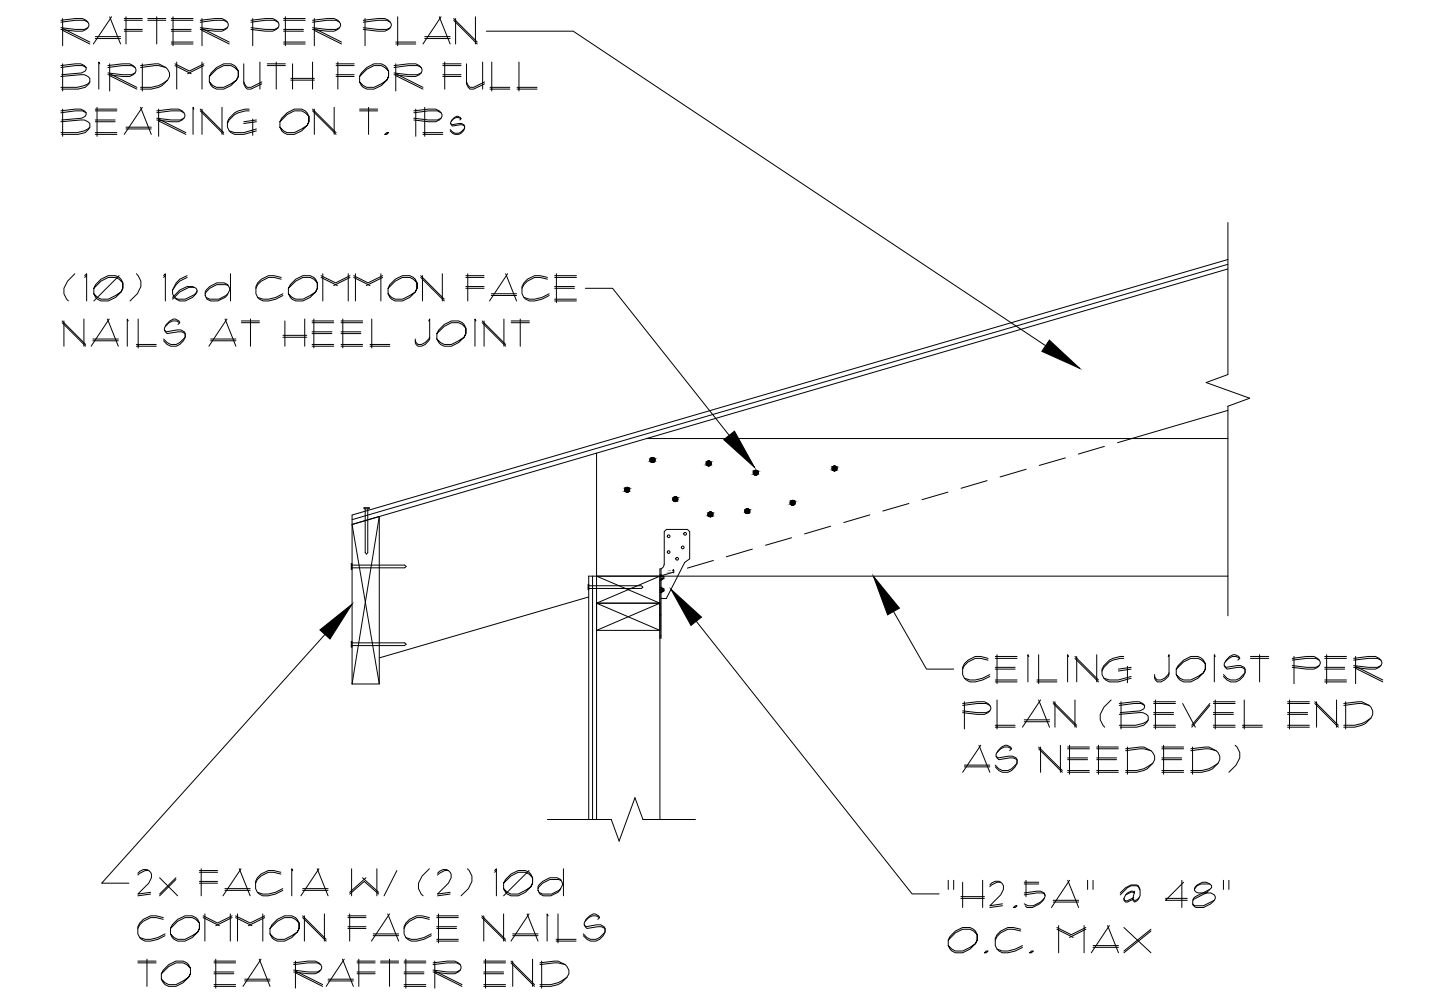 RAFTER PER PLAN
BIRDMOUTH FOR FULL
BEARING ON T. PLs
(10) 16d COMMON FACE
NAILS AT HEEL JOINT
CEILING JOIST PER
PLAN (BEVEL END
AS NEEDED)
2x FACIA W/ (2) 10d
COMMON FACE NAILS
TO EA RAFTER END
"H2.5A" @ 48"
O.C. MAX